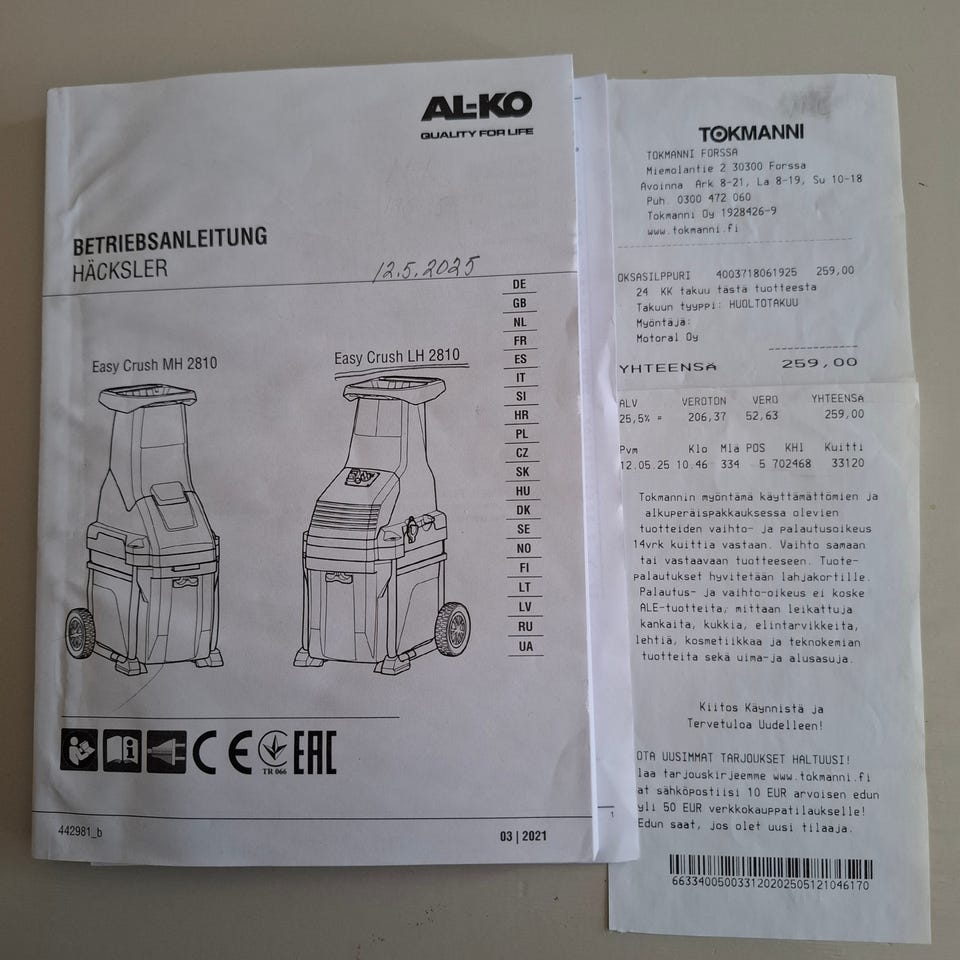 AL-KO
QUALITY FOR LIFE
BETRIEBSANLEITUNG
HÄCKSLER
12.5.2025
Easy Crush MH 2810
Easy Crush LH 2810
DE
GB
NL
FR
ES
IT
SI
HR
PL
CZ
SK
HU
DK
SE
NO
FI
LT
LV
RU
UA
CE
TR 066
EAC
442981_b
03 | 2021
1
TOKMANNI
TOKMANNI FORSSA
Miemolantie 2 30300 Forssa
Avoinna Ark 8-21, La 8-19, Su 10-18
Puh. 0300 472 060
Tokmanni Oy 1928426-9
www.tokmanni.fi
OKSASILPPURI 4003718061925 259,00
24 KK takuu tästä tuotteesta
Takuun tyyppi: HUOLTOTAKUU
Myöntäjä:
Motoral Oy
YHTEENSÄ 259,00
ALV VEROTON VERO YHTEENSÄ
25,5% = 206,37 52,63 259,00
Pvm Klo Mlä POS KHI Kuitti
12.05.25 10.46 334 5 702468 33120
Tokmannin myöntämä käyttämättömien ja
alkuperäispakkauksessa olevien
tuotteiden vaihto- ja palautusoikeus
14vrk kuittia vastaan. Vaihto samaan
tai vastaavaan tuotteeseen. Tuote-
palautukset hyvitetään lahjakortille.
Palautus- ja vaihto-oikeus ei koske
ALE-tuotteita, mittaan leikattuja
kankaita, kukkia, elintarvikkeita,
lehtiä, kosmetiikkaa ja teknokemian
tuotteita sekä uima-ja alusasuja.
Kiitos Käynnistä ja
Tervetuloa Uudelleen!
OTA UUSIMMAT TARJOUKSET HALTUUSI!
laa tarjouskirjeemme www.tokmanni.fi
at sähköpostiisi 10 EUR arvoisen edun
yli 50 EUR verkkokauppatilaukselle!
Edun saat, jos olet uusi tilaaja.
6633400500331202025051210461​70